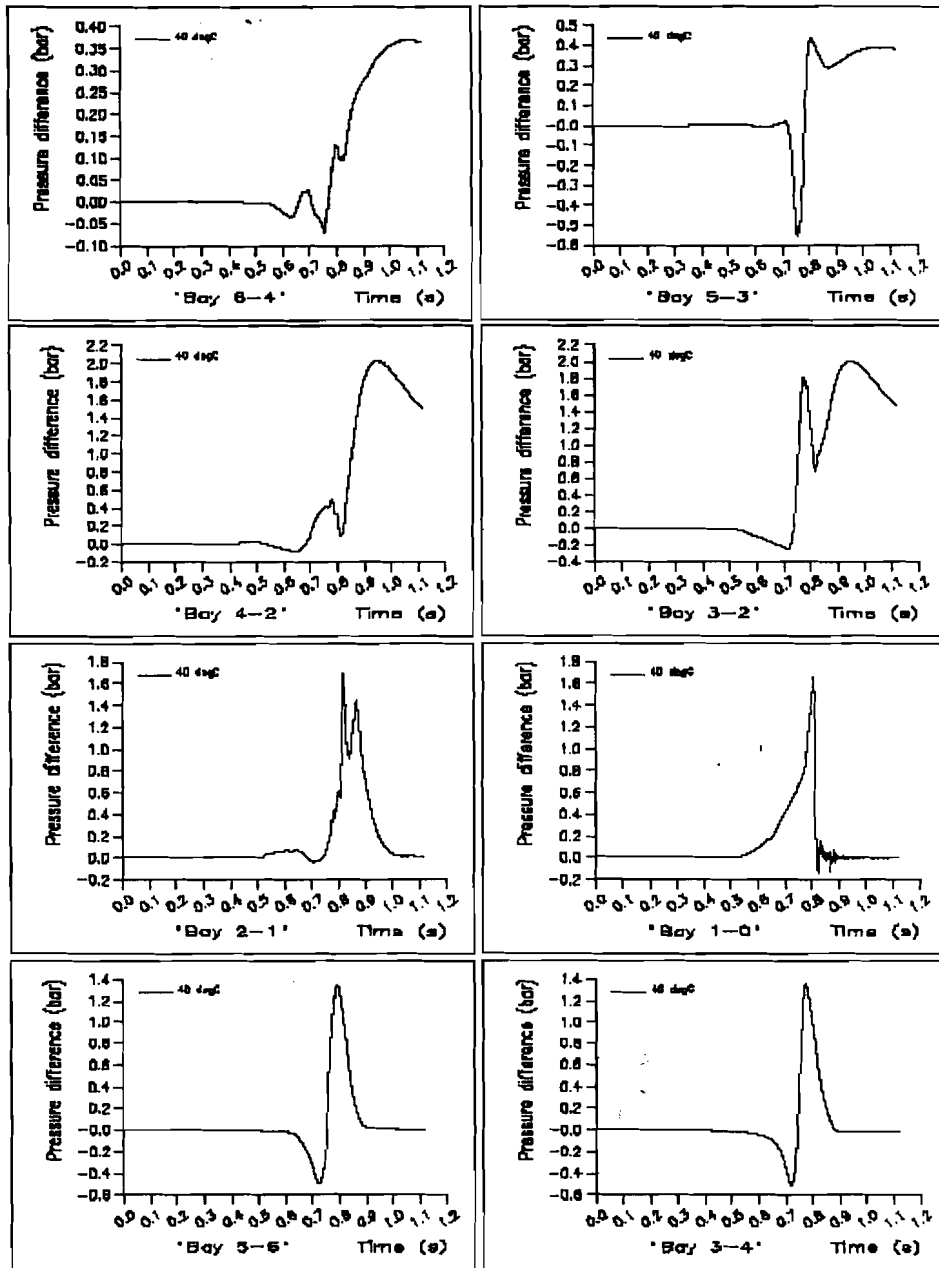 Pressure difference (bar)
0.40
0.35
0.30
0.25
0.20
0.15
0.10
0.05
0.00
−0.05
−0.10
40 degC
0.0 0.1 0.2 0.3 0.4 0.5 0.6 0.7 0.8 0.9 1.0 1.1 1.2
"Bay 6−4" Time (s)
Pressure difference (bar)
0.5
0.4
0.3
0.2
0.1
−0.0
−0.1
−0.2
−0.3
−0.4
−0.5
−0.6
40 degC
0.0 0.1 0.2 0.3 0.4 0.5 0.6 0.7 0.8 0.9 1.0 1.1 1.2
"Bay 5−3" Time (s)
Pressure difference (bar)
2.2
2.0
1.8
1.6
1.4
1.2
1.0
0.8
0.6
0.4
0.2
0.0
−0.2
40 degC
0.0 0.1 0.2 0.3 0.4 0.5 0.6 0.7 0.8 0.9 1.0 1.1 1.2
"Bay 4−2" Time (s)
Pressure difference (bar)
2.2
2.0
1.8
1.6
1.4
1.2
1.0
0.8
0.6
0.4
0.2
0.0
−0.2
−0.4
40 degC
0.0 0.1 0.2 0.3 0.4 0.5 0.6 0.7 0.8 0.9 1.0 1.1 1.2
"Bay 3−2" Time (s)
Pressure difference (bar)
1.8
1.6
1.4
1.2
1.0
0.8
0.6
0.4
0.2
0.0
−0.2
40 degC
0.0 0.1 0.2 0.3 0.4 0.5 0.6 0.7 0.8 0.9 1.0 1.1 1.2
"Bay 2−1" Time (s)
Pressure difference (bar)
1.8
1.6
1.4
1.2
1.0
0.8
0.6
0.4
0.2
0.0
−0.2
40 degC
0.0 0.1 0.2 0.3 0.4 0.5 0.6 0.7 0.8 0.9 1.0 1.1 1.2
"Bay 1−0" Time (s)
Pressure difference (bar)
1.4
1.2
1.0
0.8
0.6
0.4
0.2
−0.0
−0.2
−0.4
−0.6
40 degC
0.0 0.1 0.2 0.3 0.4 0.5 0.6 0.7 0.8 0.9 1.0 1.1 1.2
"Bay 5−6" Time (s)
Pressure difference (bar)
1.4
1.2
1.0
0.8
0.6
0.4
0.2
−0.0
−0.2
−0.4
−0.6
40 degC
0.0 0.1 0.2 0.3 0.4 0.5 0.6 0.7 0.8 0.9 1.0 1.1 1.2
"Bay 3−4" Time (s)